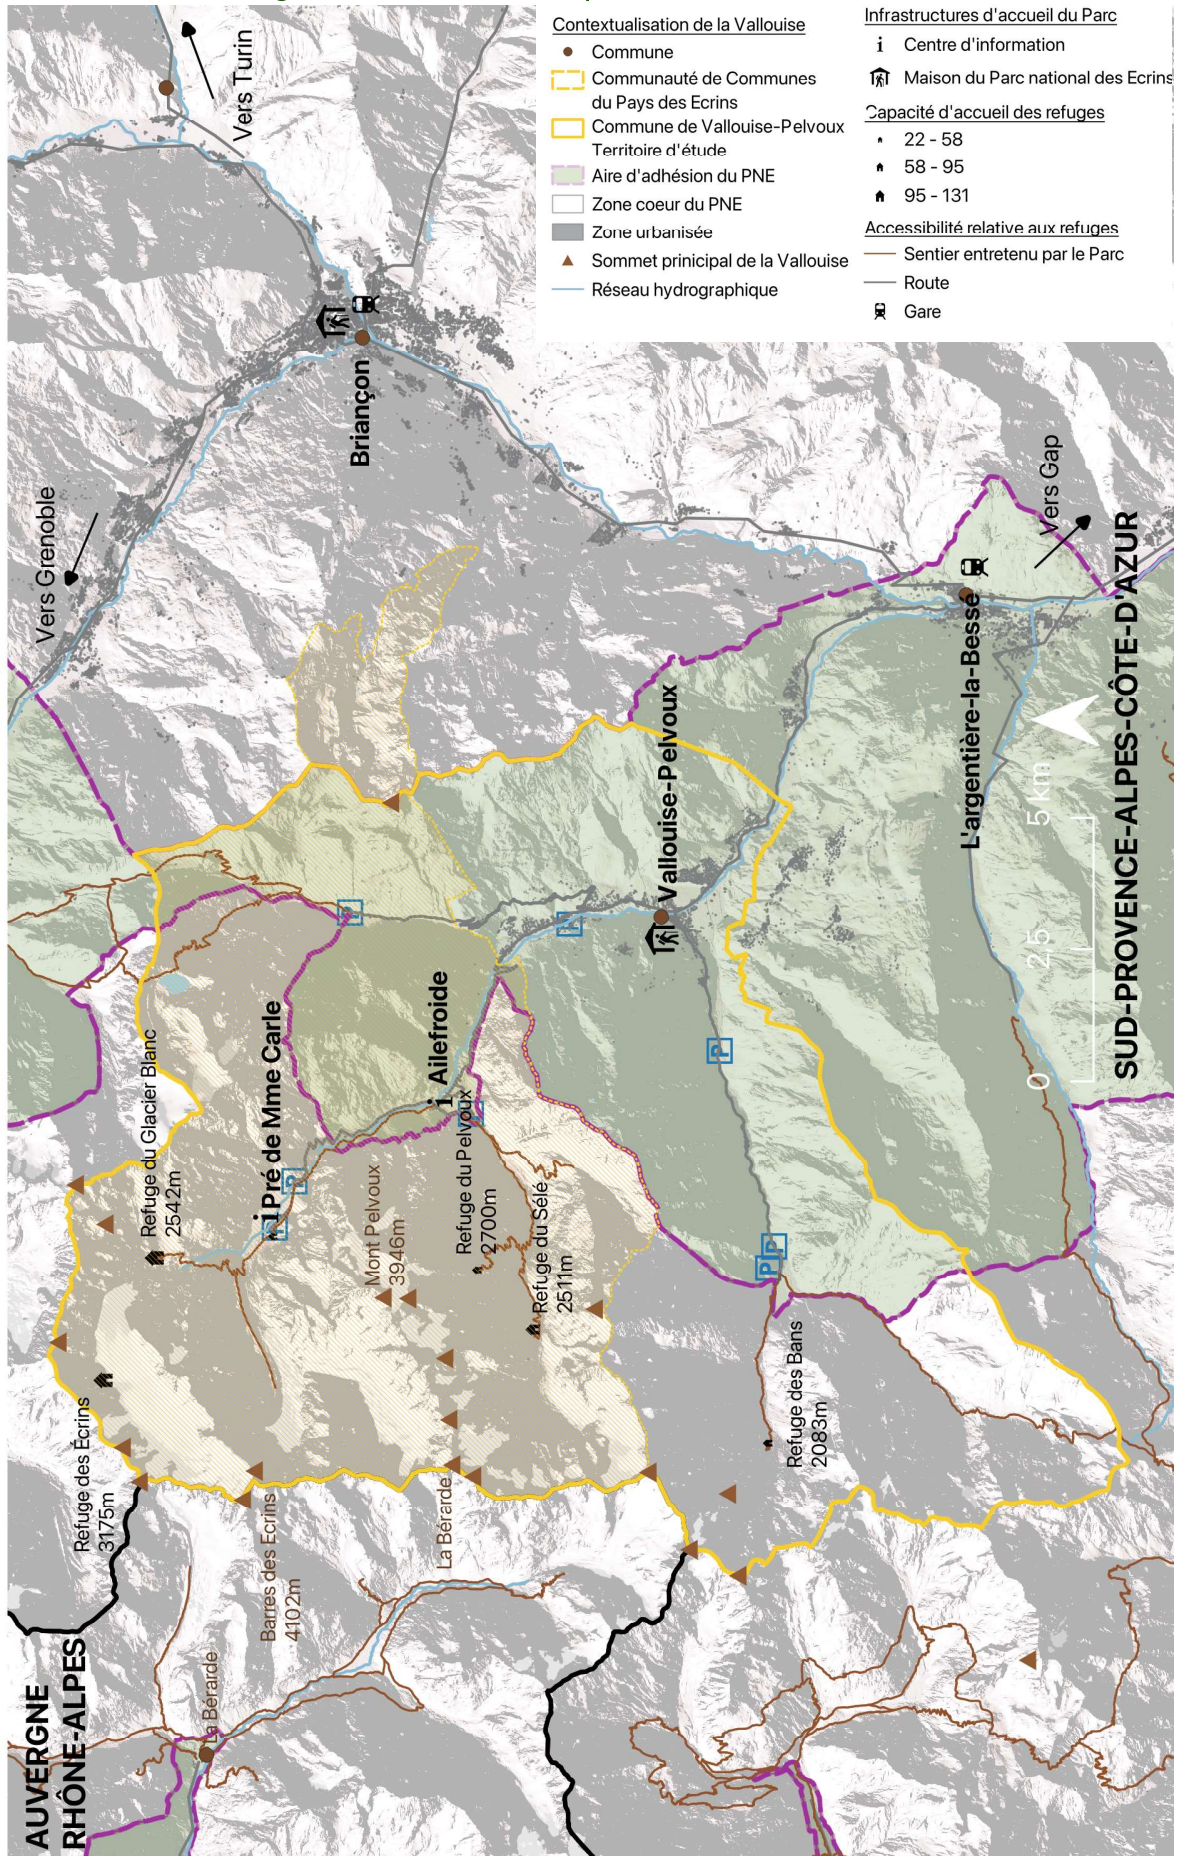 Contextualisation de la Vallouise
Commune
Communauté de Communes
du Pays des Ecrins
Commune de Vallouise-Pelvoux
Territoire d'étude
Aire d'adhésion du PNE
Zone coeur du PNE
Zone urbanisée
Sommet prinicipal de la Vallouise
Réseau hydrographique
Infrastructures d'accueil du Parc
i Centre d'information
Maison du Parc national des Ecrins
Capacité d'accueil des refuges
22 - 58
58 - 95
95 - 131
Accessibilité relative aux refuges
Sentier entretenu par le Parc
Route
Gare
Vers Turin
Briançon
Vers Grenoble
Vers Gap
L'argentière-la-Bessé
SUD-PROVENCE-ALPES-CÔTE-D'AZUR
Vallouise-Pelvoux
0
2,5
5 km
P
P
P
P
P
P
P
P
i
Ailefroide
i
Pré de Mme Carle
Refuge du Glacier Blanc
2542m
Mont Pelvoux
3946m
Refuge du Pelvoux
2700m
Refuge du Sélé
2511m
Refuge des Bans
2083m
Refuge des Ecrins
3175m
Barres des Ecrins
4102m
La Bérarde
La Bérarde
AUVERGNE
RHÔNE-ALPES